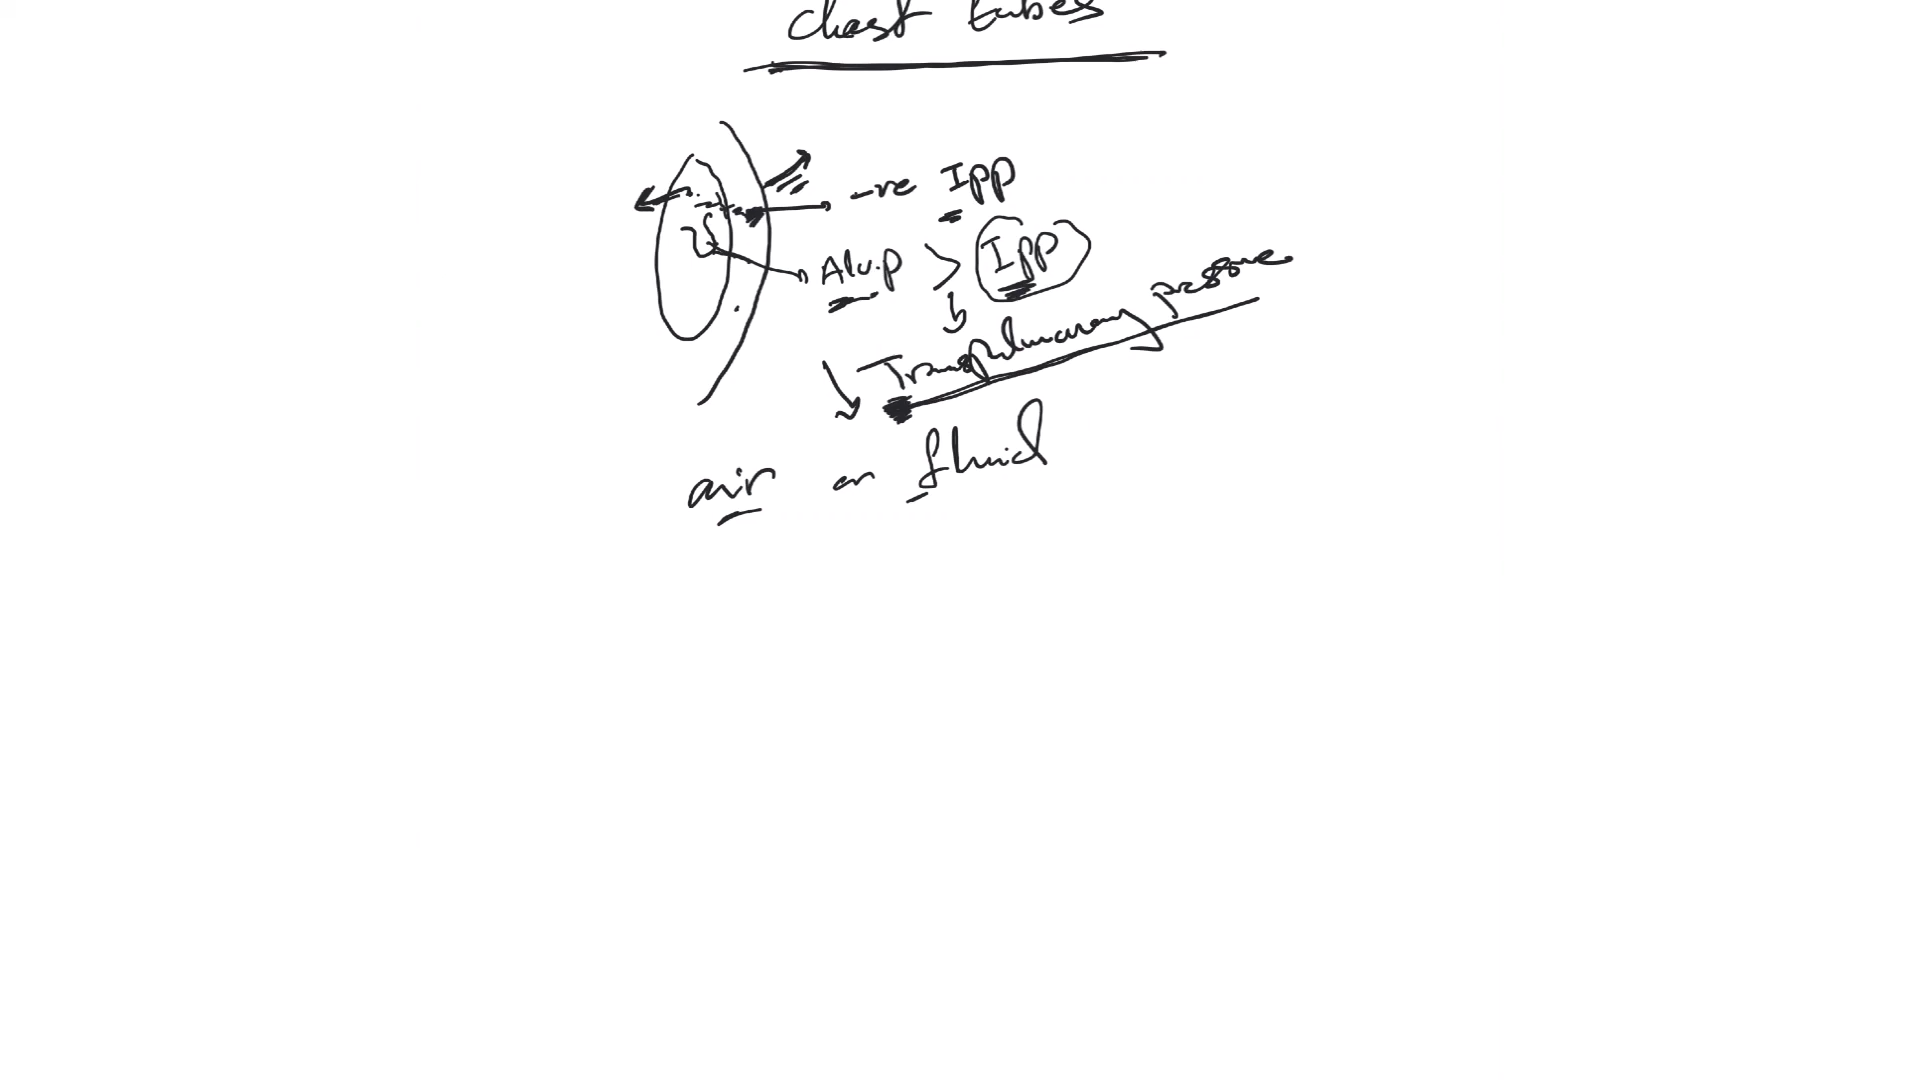 Chest tubes
-ve Ipp
Alv.p > Ipp
Transpulmonary pressure
air or fluid